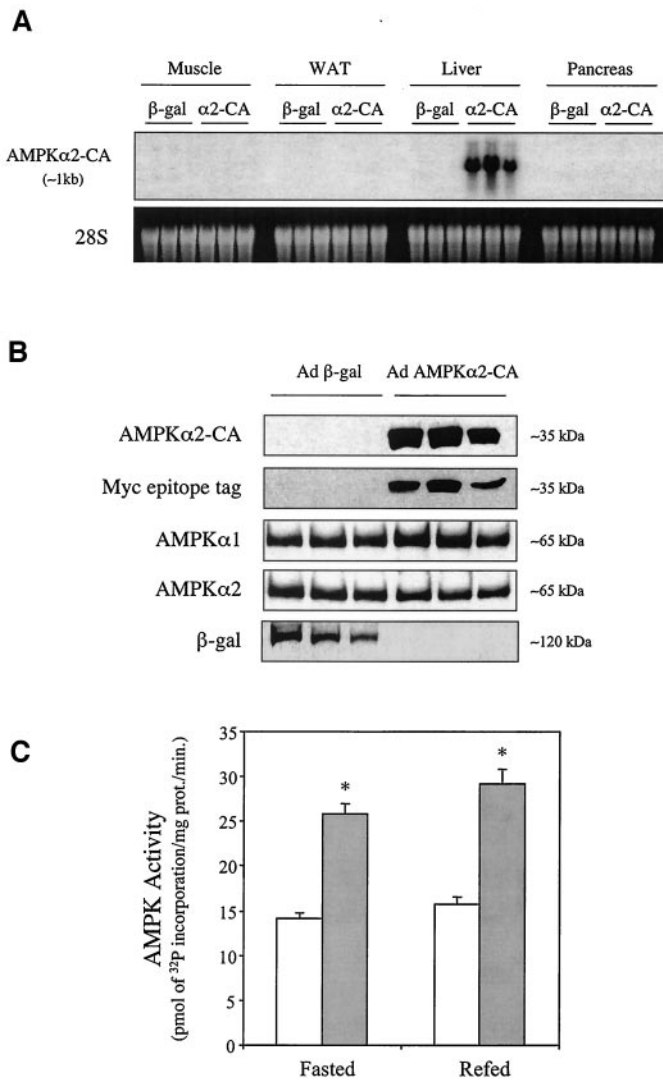 A
Muscle WAT Liver Pancreas
β-gal α2-CA β-gal α2-CA β-gal α2-CA β-gal α2-CA
AMPKα2-CA
(~1kb)
28S
B
Ad β-gal Ad AMPKα2-CA
AMPKα2-CA ~35 kDa
Myc epitope tag ~35 kDa
AMPKα1 ~65 kDa
AMPKα2 ~65 kDa
β-gal ~120 kDa
C
AMPK Activity
(pmol of ³²P incorporation/mg prot./min.)
35
30
25
20
15
10
5
0
* *
Fasted Refed